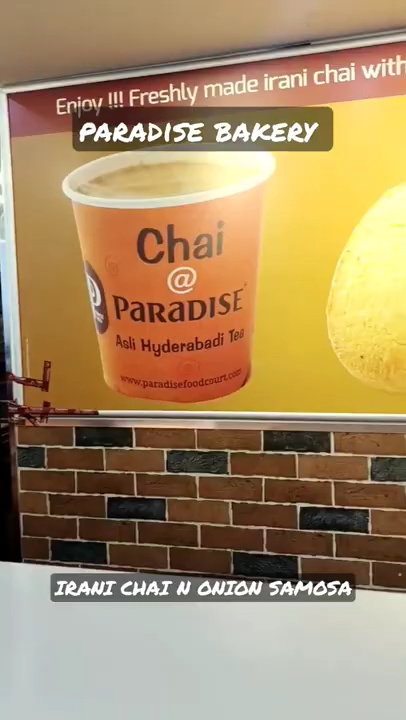 Enjoy !!! Freshly made irani chai with
PARADISE BAKERY
Chai
@
PARADISE
Asli Hyderabadi Tea
www.paradisefoodcourt.com
IRANI CHAI N ONION SAMOSA